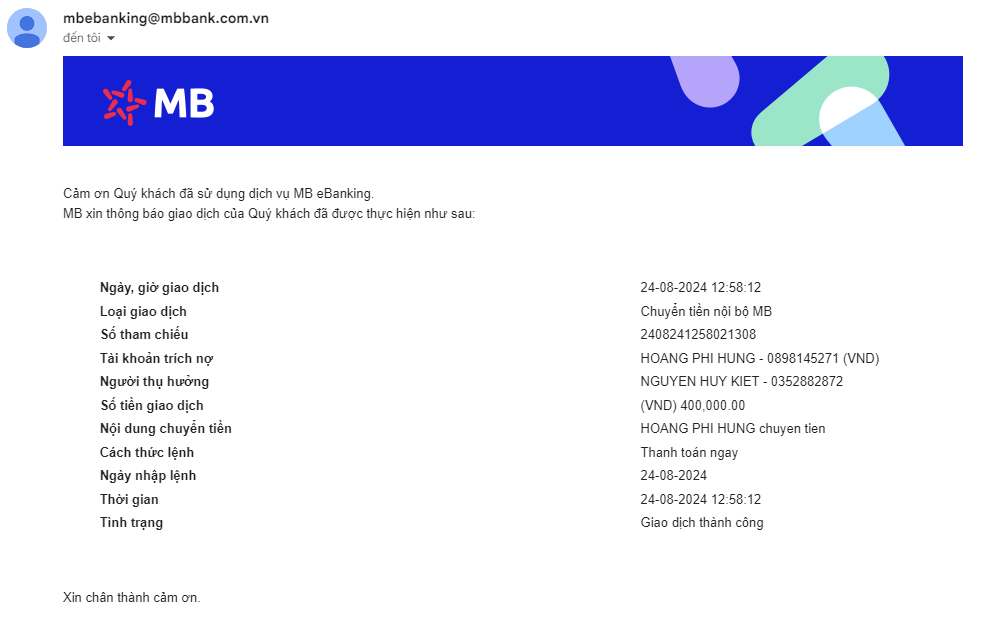 mbebanking@mbbank.com.vn
đến tôi
MB
Cảm ơn Quý khách đã sử dụng dịch vụ MB eBanking.
MB xin thông báo giao dịch của Quý khách đã được thực hiện như sau:
Ngày, giờ giao dịch 24-08-2024 12:58:12
Loại giao dịch Chuyển tiền nội bộ MB
Số tham chiếu 2408241258021308
Tài khoản trích nợ HOANG PHI HUNG - 0898145271 (VND)
Người thụ hưởng NGUYEN HUY KIET - 0352882872
Số tiền giao dịch (VND) 400,000.00
Nội dung chuyển tiền HOANG PHI HUNG chuyen tien
Cách thức lệnh Thanh toán ngay
Ngày nhập lệnh 24-08-2024
Thời gian 24-08-2024 12:58:12
Tình trạng Giao dịch thành công
Xin chân thành cảm ơn.